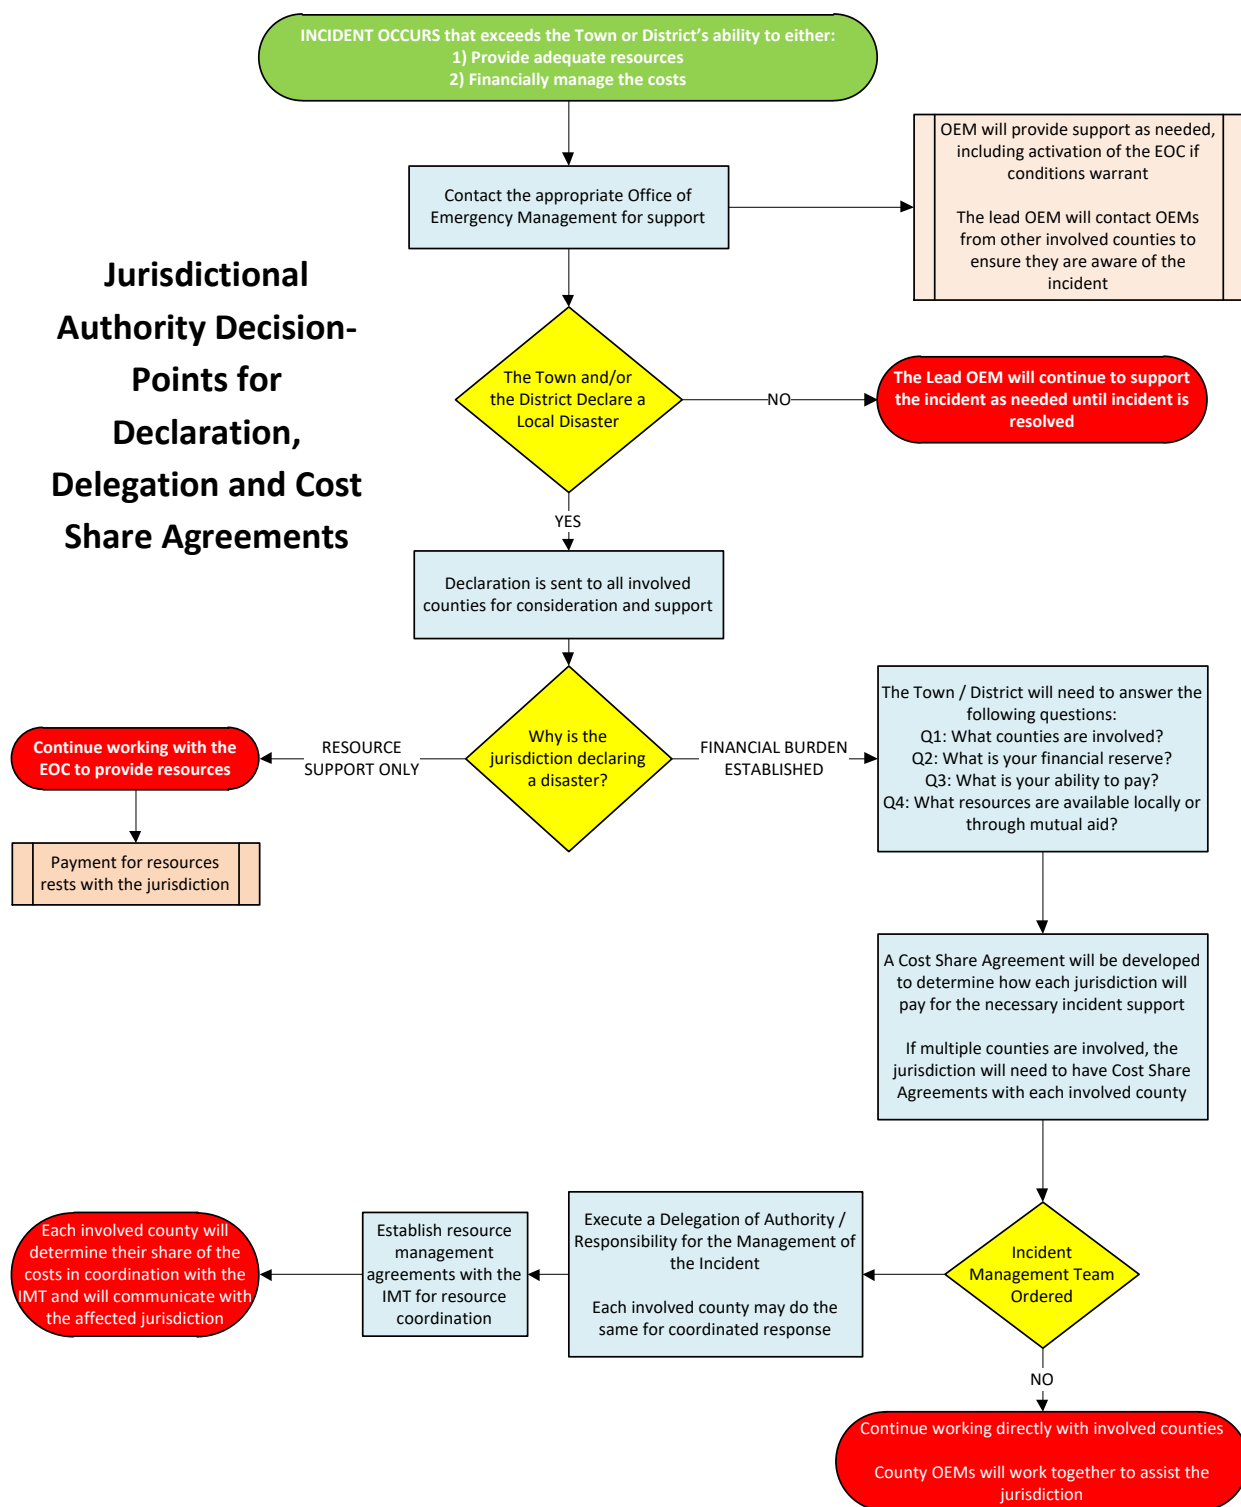 INCIDENT OCCURS that exceeds the Town or District's ability to either:
1) Provide adequate resources
2) Financially manage the costs
OEM will provide support as needed,
including activation of the EOC if
conditions warrant
The lead OEM will contact OEMs
from other involved counties to
ensure they are aware of the
incident
Contact the appropriate Office of
Emergency Management for support
Jurisdictional
Authority Decision-
Points for
Declaration,
Delegation and Cost
Share Agreements
The Town and/or
the District Declare a
Local Disaster
NO
The Lead OEM will continue to support
the incident as needed until incident is
resolved
YES
Declaration is sent to all involved
counties for consideration and support
Why is the
jurisdiction declaring
a disaster?
RESOURCE
SUPPORT ONLY
Continue working with the
EOC to provide resources
Payment for resources
rests with the jurisdiction
FINANCIAL BURDEN
ESTABLISHED
The Town / District will need to answer the
following questions:
Q1: What counties are involved?
Q2: What is your financial reserve?
Q3: What is your ability to pay?
Q4: What resources are available locally or
through mutual aid?
A Cost Share Agreement will be developed
to determine how each jurisdiction will
pay for the necessary incident support
If multiple counties are involved, the
jurisdiction will need to have Cost Share
Agreements with each involved county
Incident
Management Team
Ordered
Execute a Delegation of Authority /
Responsibility for the Management of
the Incident
Each involved county may do the
same for coordinated response
Establish resource
management
agreements with the
IMT for resource
coordination
Each involved county will
determine their share of the
costs in coordination with the
IMT and will communicate with
the affected jurisdiction
NO
Continue working directly with involved counties
County OEMs will work together to assist the
jurisdiction